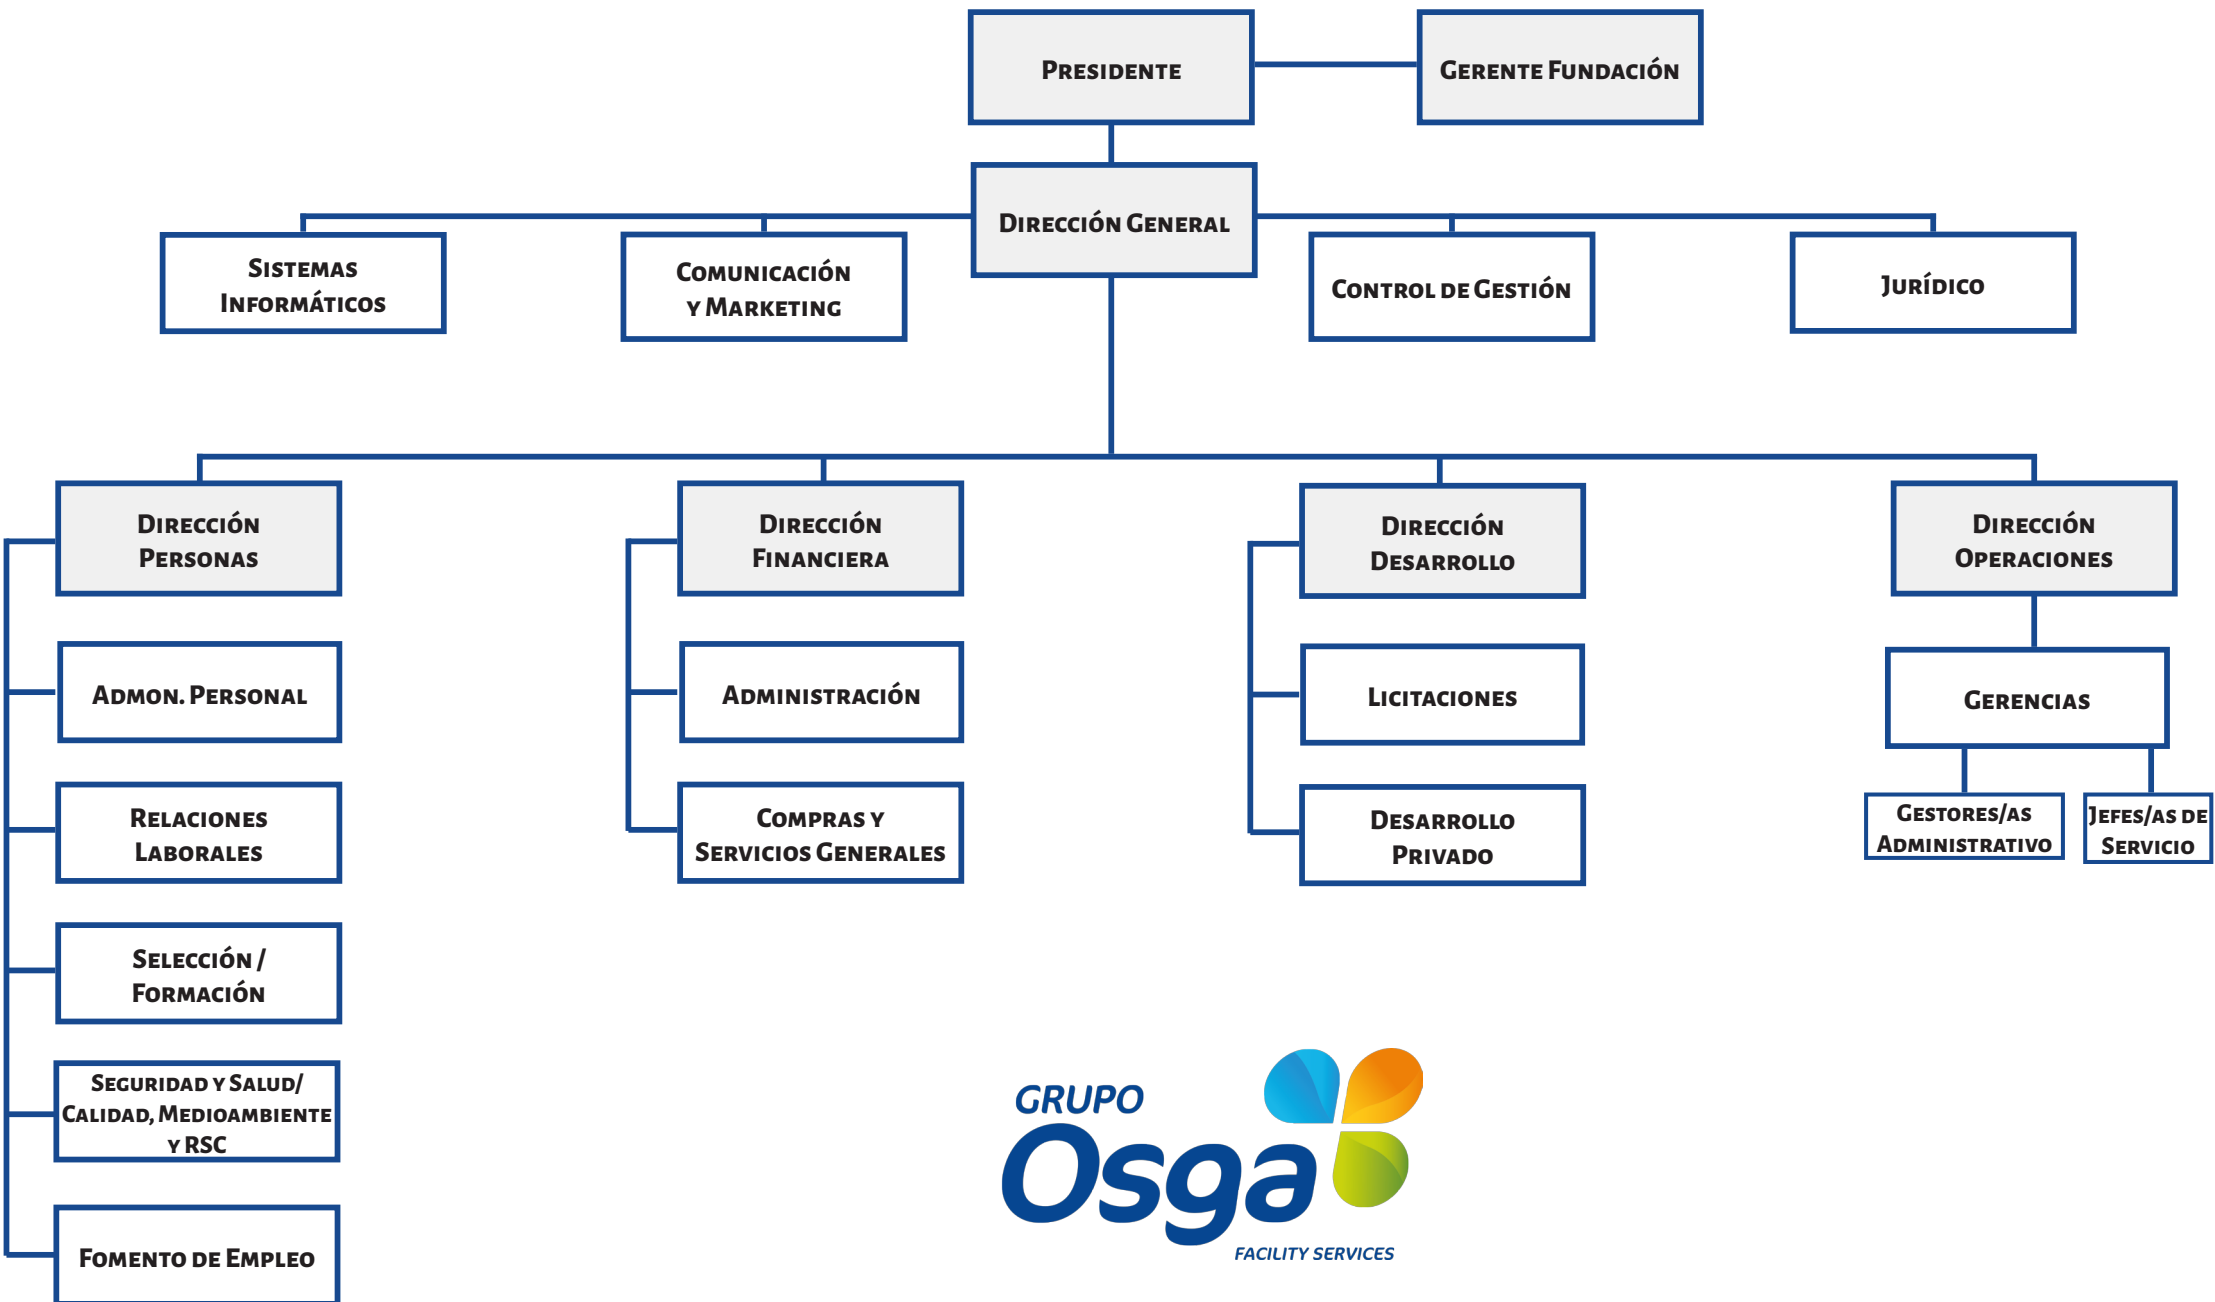 Presidente
Gerente Fundación
Dirección General
Sistemas
Informáticos
Comunicación
y Marketing
Control de Gestión
Jurídico
Dirección
Personas
Dirección
Financiera
Dirección
Desarrollo
Dirección
Operaciones
Admon. Personal
Administración
Licitaciones
Gerencias
Relaciones
Laborales
Compras y
Servicios Generales
Desarrollo
Privado
Gestores/as
Administrativo
Jefes/as de
Servicio
Selección /
Formación
Seguridad y Salud/
Calidad, Medioambiente
y RSC
Fomento de Empleo
GRUPO
Osga
FACILITY SERVICES